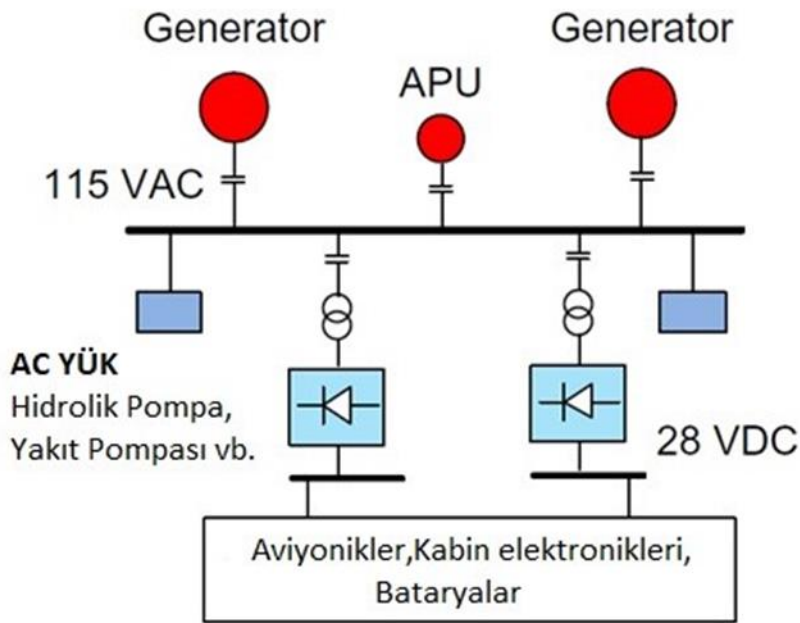 Generator
Generator
APU
115 VAC
AC YÜK
Hidrolik Pompa,
Yakıt Pompası vb.
28 VDC
Aviyonikler,Kabin elektronikleri,
Bataryalar